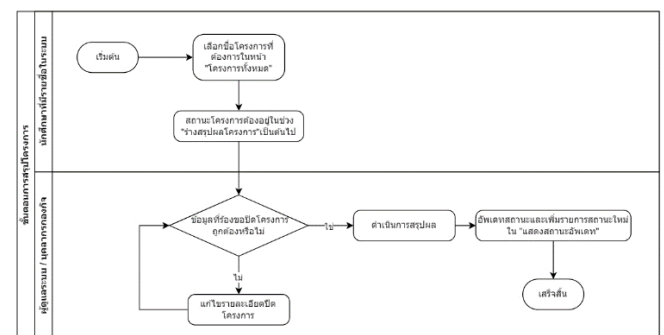 ขั้นตอนการสรุปโครงการ
นักศึกษาที่มีรายชื่อในระบบ
เริ่มต้น
เลือกชื่อโครงการที่
ต้องการในหน้า
"โครงการทั้งหมด"
สถานะโครงการต้องอยู่ในช่วง
"ร่างสรุปผลโครงการ"เป็นต้นไป
ผู้ดูแลระบบ / บุคลากรกองกิจ
ข้อมูลที่ร้องขอปิดโครงการ
ถูกต้องหรือไม่
ใช่
ดำเนินการสรุปผล
อัพเดทสถานะและเพิ่มรายการสถานะใหม่
ใน "แสดงสถานะอัพเดท"
ไม่
แก้ไขรายละเอียดปิด
โครงการ
เสร็จสิ้น